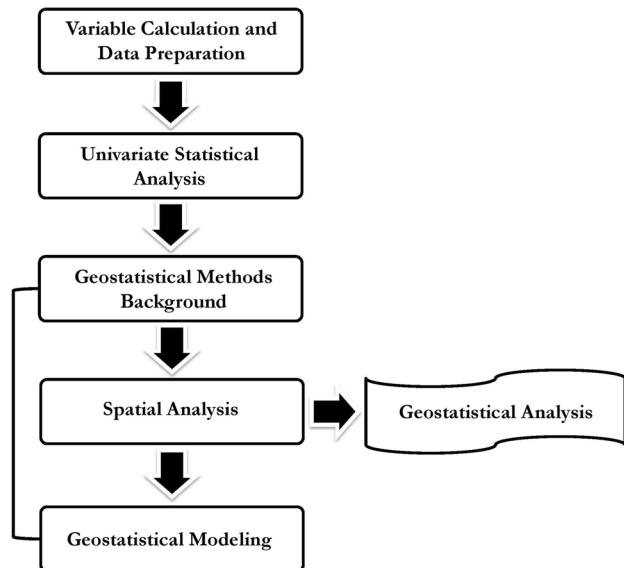 Variable Calculation and
Data Preparation
Univariate Statistical
Analysis
Geostatistical Methods
Background
Spatial Analysis
Geostatistical Analysis
Geostatistical Modeling